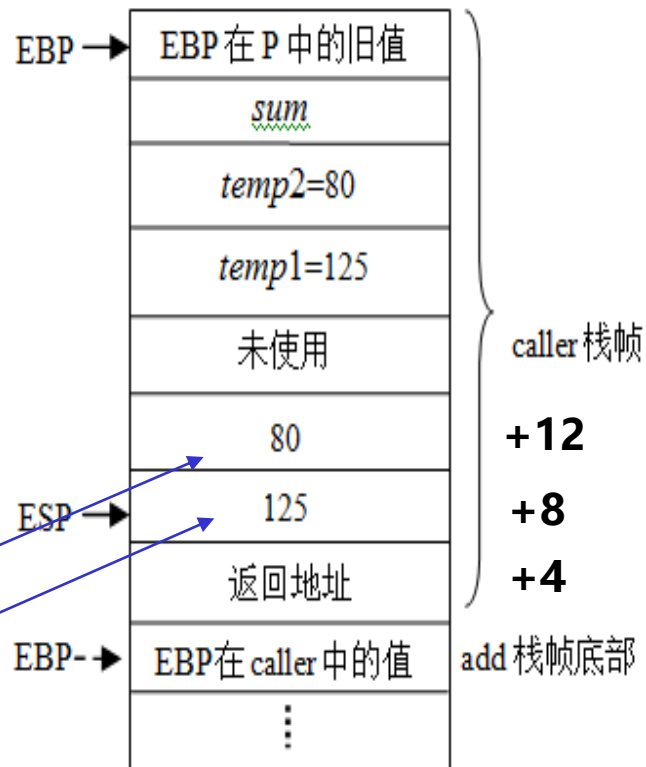 EBP EBP在P中的旧值
sum
temp2=80
temp1=125
未使用
caller栈帧
80 +12
ESP 125 +8
返回地址 +4
EBP- EBP在caller中的值 add栈帧底部